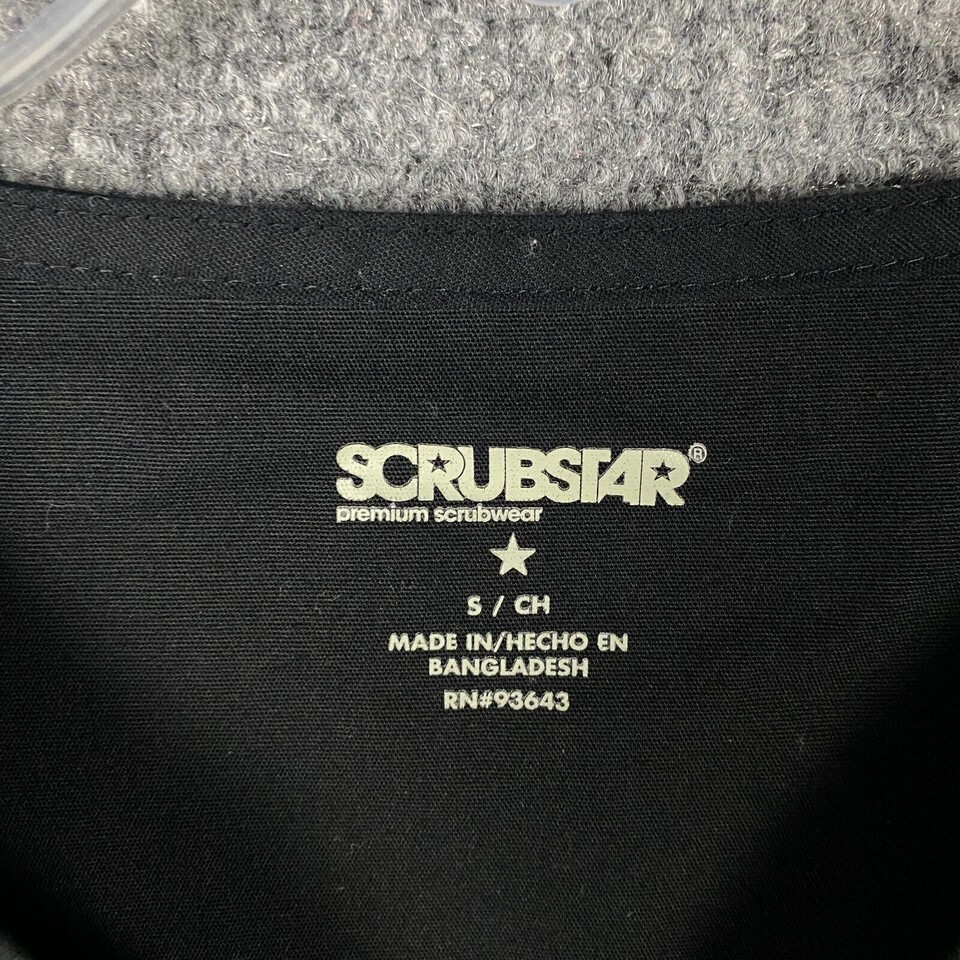 SCRUBSTAR®
premium scrubwear
S / CH
MADE IN/HECHO EN
BANGLADESH
RN#93643